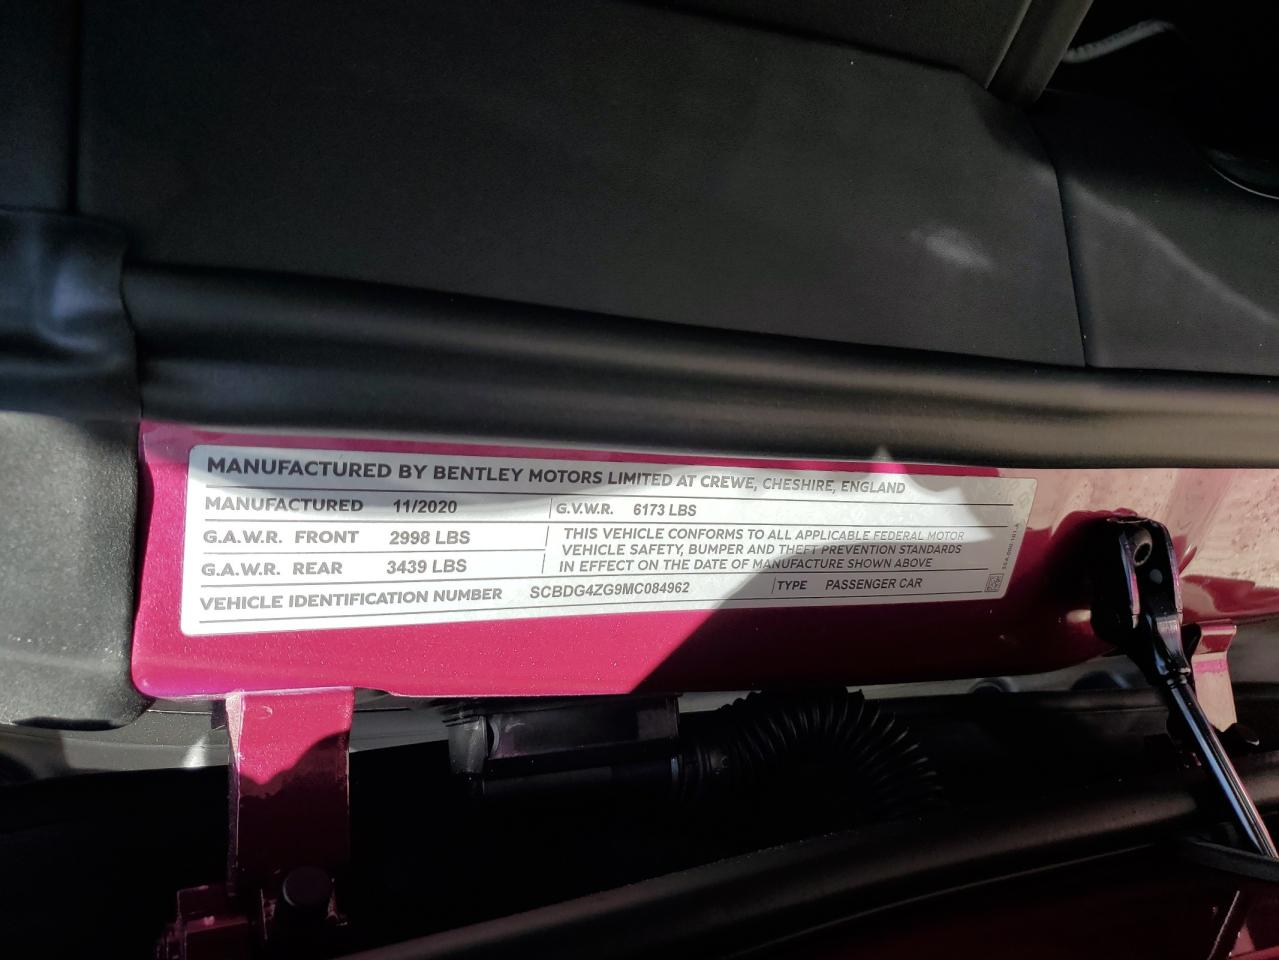 MANUFACTURED BY BENTLEY MOTORS LIMITED AT CREWE, CHESHIRE, ENGLAND
MANUFACTURED 11/2020 G.V.W.R. 6173 LBS
G.A.W.R. FRONT 2998 LBS
G.A.W.R. REAR 3439 LBS
THIS VEHICLE CONFORMS TO ALL APPLICABLE FEDERAL MOTOR
VEHICLE SAFETY, BUMPER AND THEFT PREVENTION STANDARDS
IN EFFECT ON THE DATE OF MANUFACTURE SHOWN ABOVE
VEHICLE IDENTIFICATION NUMBER SCBDG4ZG9MC084962 TYPE PASSENGER CAR